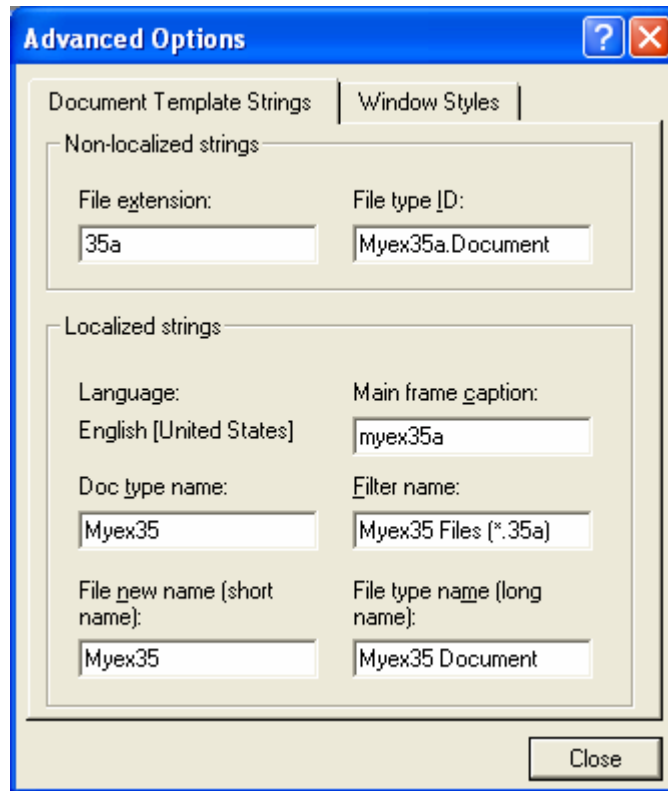 Advanced Options
Document Template Strings Window Styles
Non-localized strings
File extension: File type ID:
35a Myex35a.Document
Localized strings
Language: Main frame caption:
English [United States] myex35a
Doc type name: Filter name:
Myex35 Myex35 Files (*.35a)
File new name (short File type name (long
name): name):
Myex35 Myex35 Document
Close